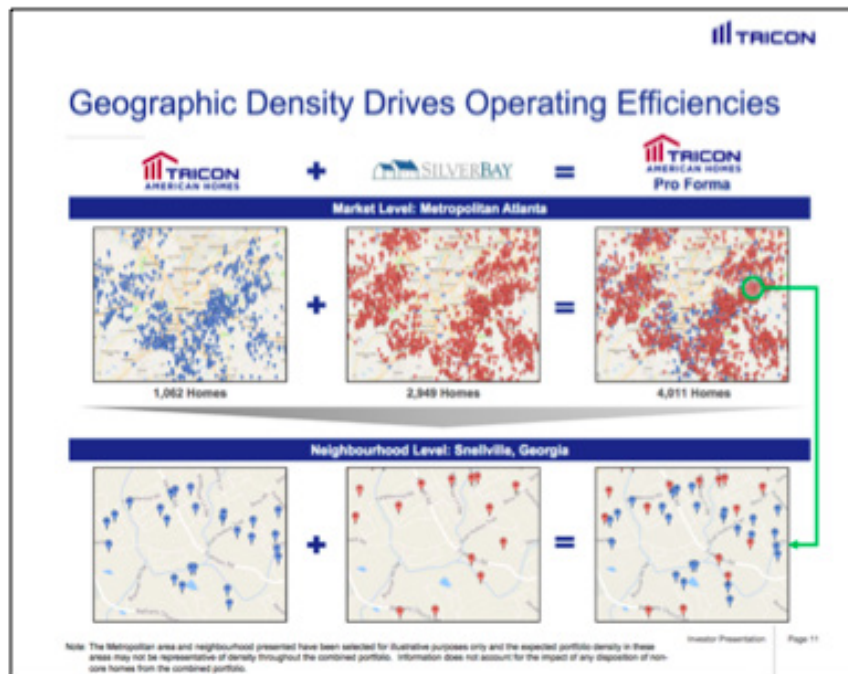 TRICON
Geographic Density Drives Operating Efficiencies
TRICON
AMERICAN HOMES
+
SILVERBAY
=
TRICON
AMERICAN HOMES
Pro Forma
Market Level: Metropolitan Atlanta
+
=
1,062 Homes
2,949 Homes
4,011 Homes
Neighbourhood Level: Snellville, Georgia
+
=
Note: The Metropolitan area and neighbourhood presented have been selected for illustrative purposes only and the expected portfolio density in these
areas may not be representative of density throughout the combined portfolio. Information does not account for the impact of any disposition of non-
core homes from the combined portfolio.
Investor Presentation
Page 11